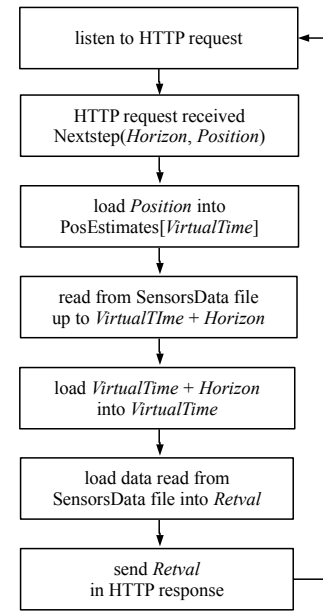 listen to HTTP request
HTTP request received
Nextstep(Horizon, Position)
load Position into
PosEstimates[VirtualTime]
read from SensorsData file
up to VirtualTIme + Horizon
load VirtualTime + Horizon
into VirtualTime
load data read from
SensorsData file into Retval
send Retval
in HTTP response